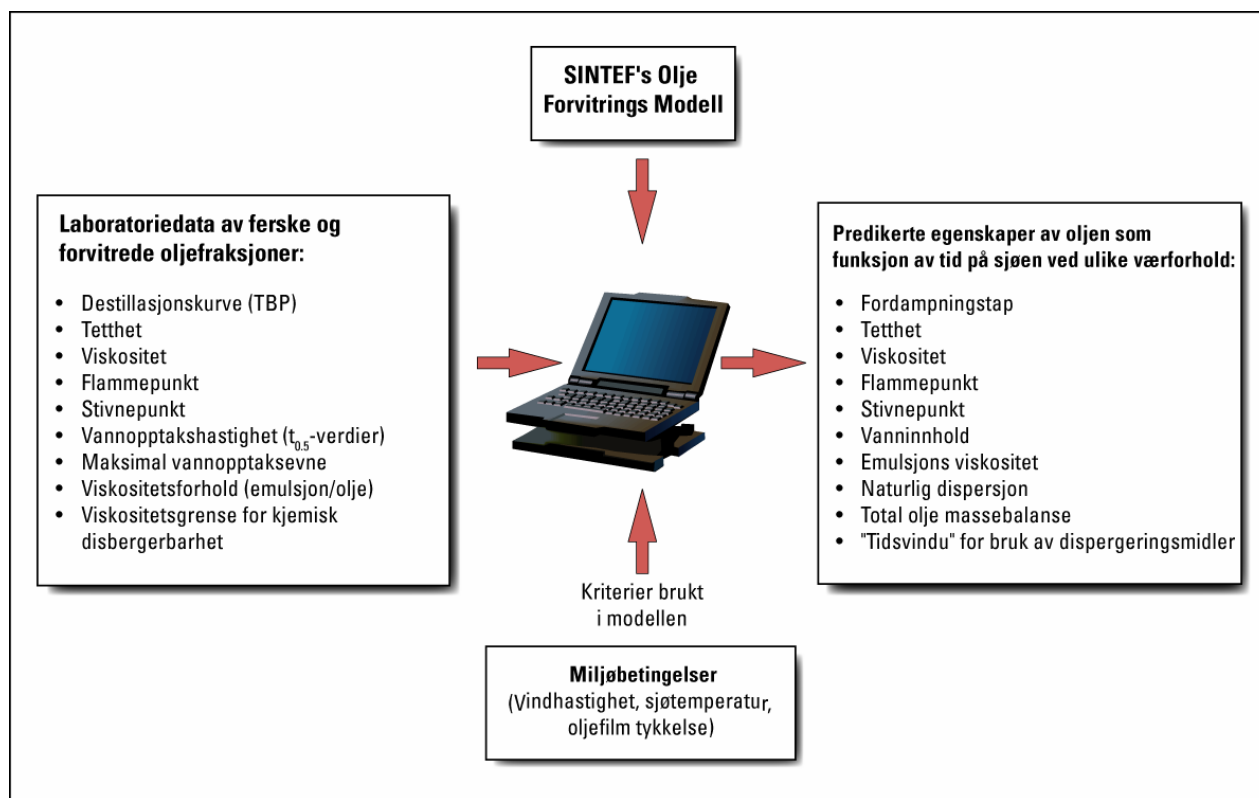 SINTEF's Olje
Forvitrings Modell
Laboratoriedata av ferske og
forvitrede oljefraksjoner:
• Destillasjonskurve (TBP)
• Tetthet
• Viskositet
• Flammepunkt
• Stivnepunkt
• Vannopptakshastighet (t0.5-verdier)
• Maksimal vannopptaksevne
• Viskositetsforhold (emulsjon/olje)
• Viskositetsgrense for kjemisk
disbergerbarhet
Predikerte egenskaper av oljen som
funksjon av tid på sjøen ved ulike værforhold:
• Fordampningstap
• Tetthet
• Viskositet
• Flammepunkt
• Stivnepunkt
• Vanninnhold
• Emulsjons viskositet
• Naturlig dispersjon
• Total olje massebalanse
• "Tidsvindu" for bruk av dispergeringsmidler
Kriterier brukt
i modellen
Miljøbetingelser
(Vindhastighet, sjøtemperatur,
oljefilm tykkelse)